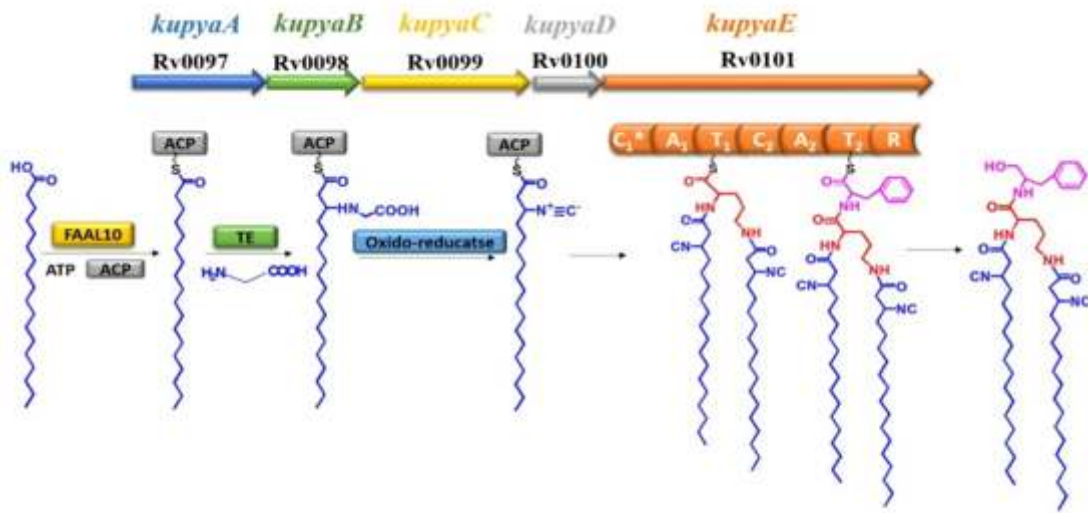 kupyaA kupyaB kupyaC kupyaD kupyaE
Rv0097 Rv0098 Rv0099 Rv0100 Rv0101
ACP ACP ACP C₁* A₁ T₁ C₂ A₂ T₂ R
HO O S O S O S O S O S O HO
HN COOH N⁺≡C⁻ HN O NH O NH
FAAL10 TE Oxido-reducatse
ATP ACP H₂N COOH
O HN NH O CN NC
O HN NH O CN NC
O HN NH O CN NC